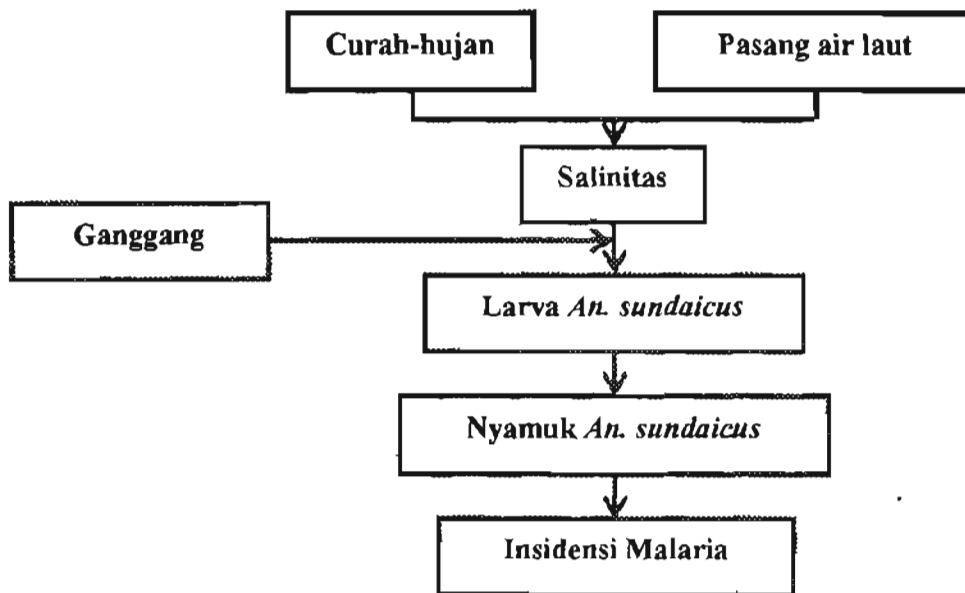 Curah-hujan
Pasang air laut
Salinitas
Ganggang
Larva An. sundaicus
Nyamuk An. sundaicus
Insidensi Malaria